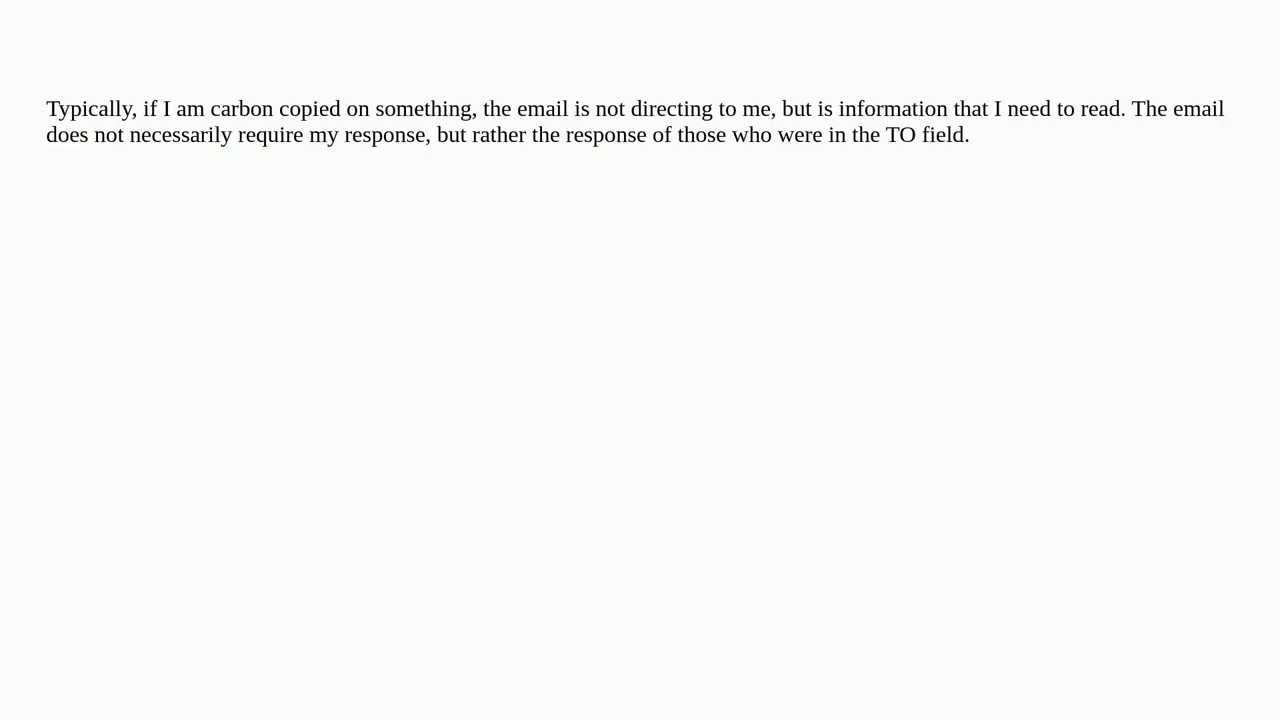 Typically, if I am carbon copied on something, the email is not directing to me, but is information that I need to read. The email
does not necessarily require my response, but rather the response of those who were in the TO field.